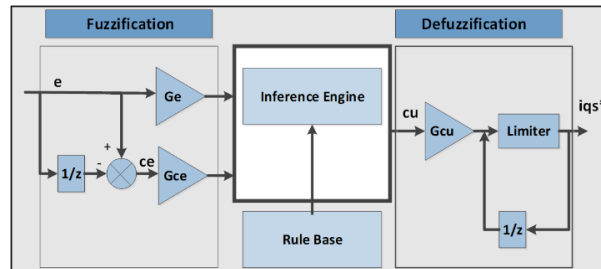 Fuzzification
Defuzzification
e
Ge
Inference Engine
cu
Gcu
Limiter
iqs*
+
-
1/z
ce
Gce
1/z
Rule Base